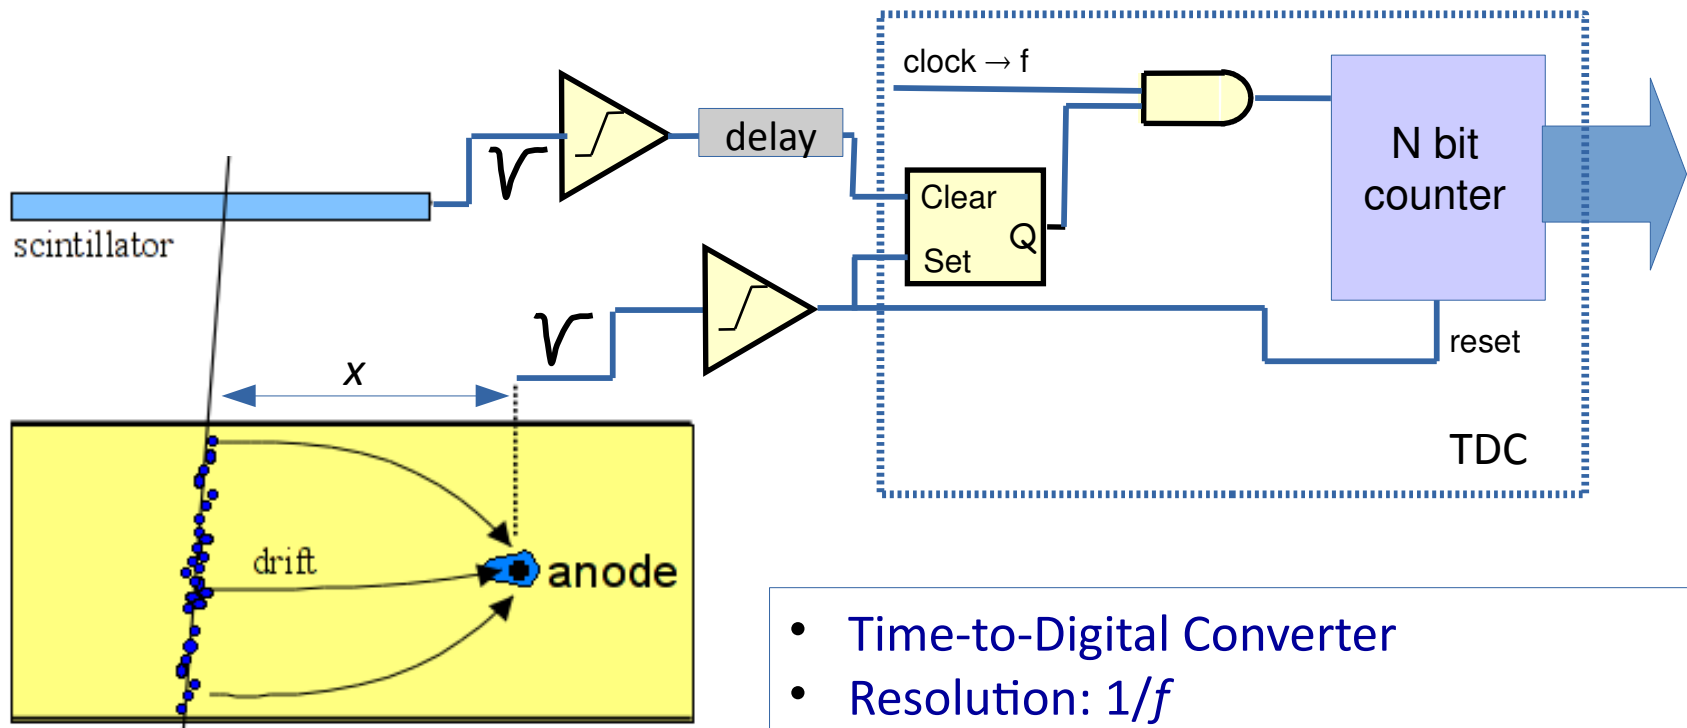 clock → f
delay
N bit
counter
Clear
Q
Set
scintillator
reset
x
TDC
drift
anode
• Time-to-Digital Converter
• Resolution: 1/f